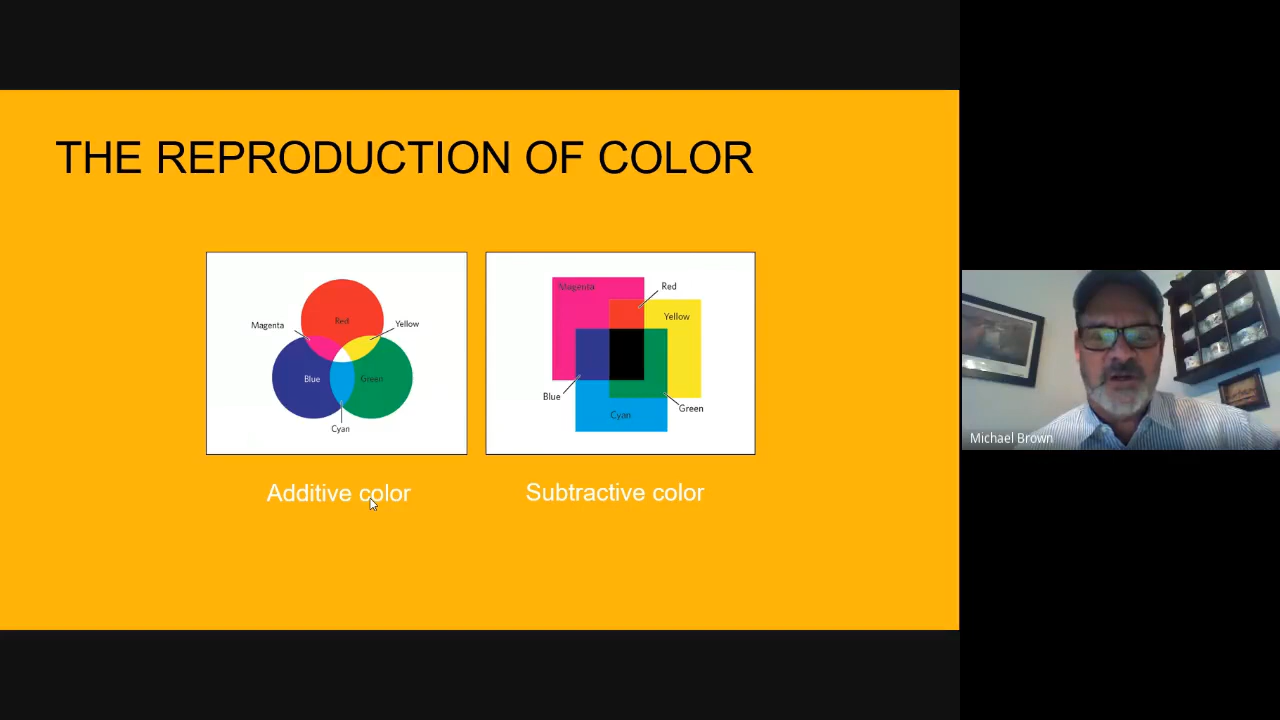 THE REPRODUCTION OF COLOR
Red
Magenta
Yellow
Blue
Green
Cyan
Magenta
Red
Yellow
Blue
Green
Cyan
Additive color
Subtractive color
Michael Brown